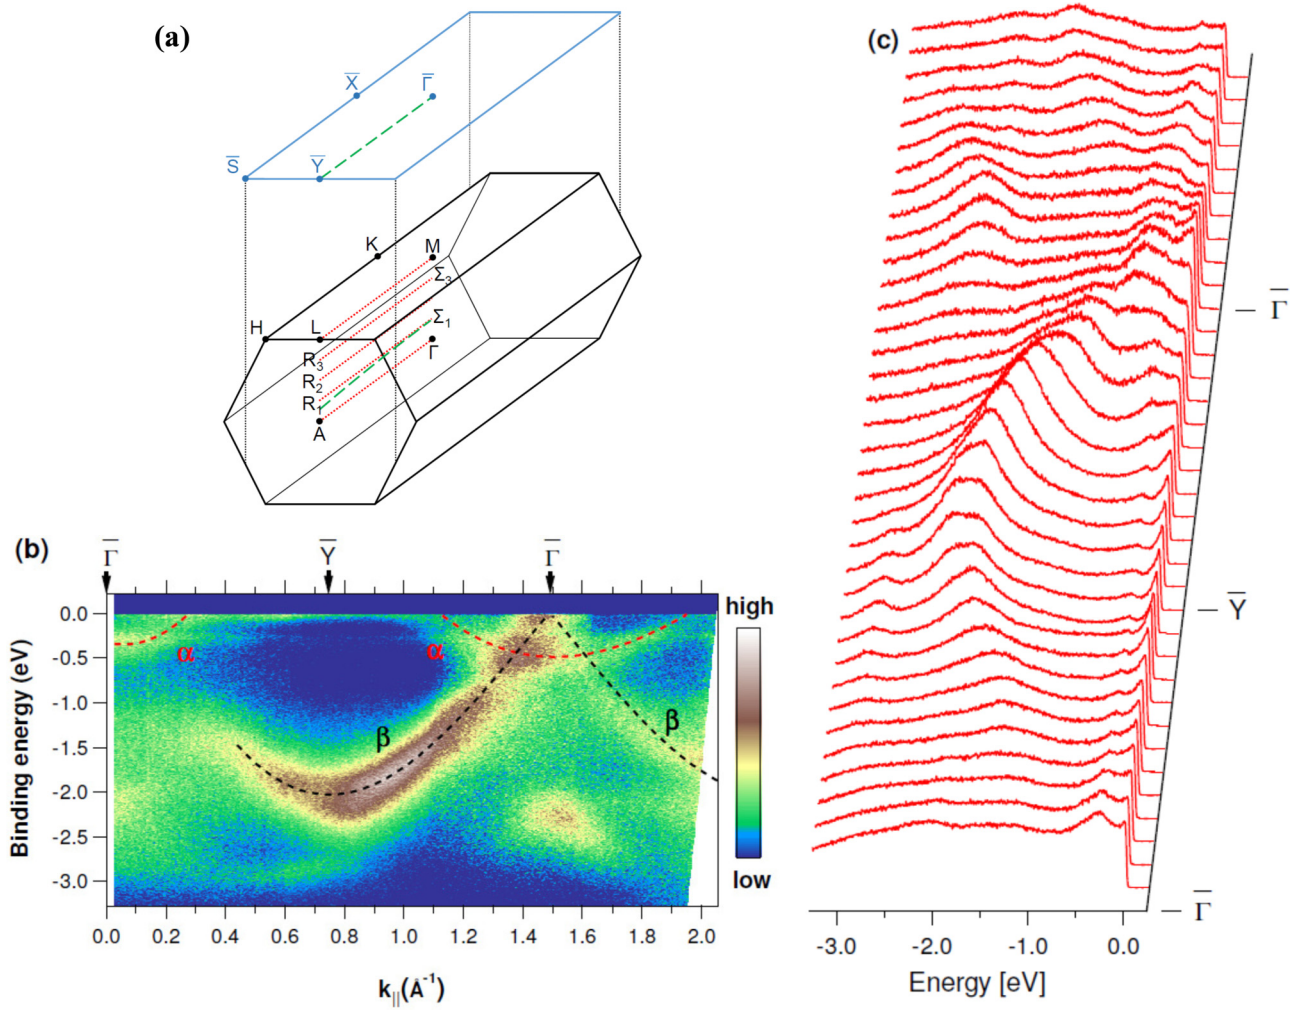 (a)
X̅
Γ̅
S̅
Y̅
K
M
Σ3
H
L
Σ1
R3
Γ
R2
R1
A
(b)
Γ̅
Y̅
Γ̅
0.0
-0.5
-1.0
-1.5
-2.0
-2.5
-3.0
Binding energy (eV)
α
α
β
β
high
low
0.0
0.2
0.4
0.6
0.8
1.0
1.2
1.4
1.6
1.8
2.0
k||(Å-1)
(c)
Γ̅
Y̅
Γ̅
-3.0
-2.0
-1.0
0.0
Energy [eV]